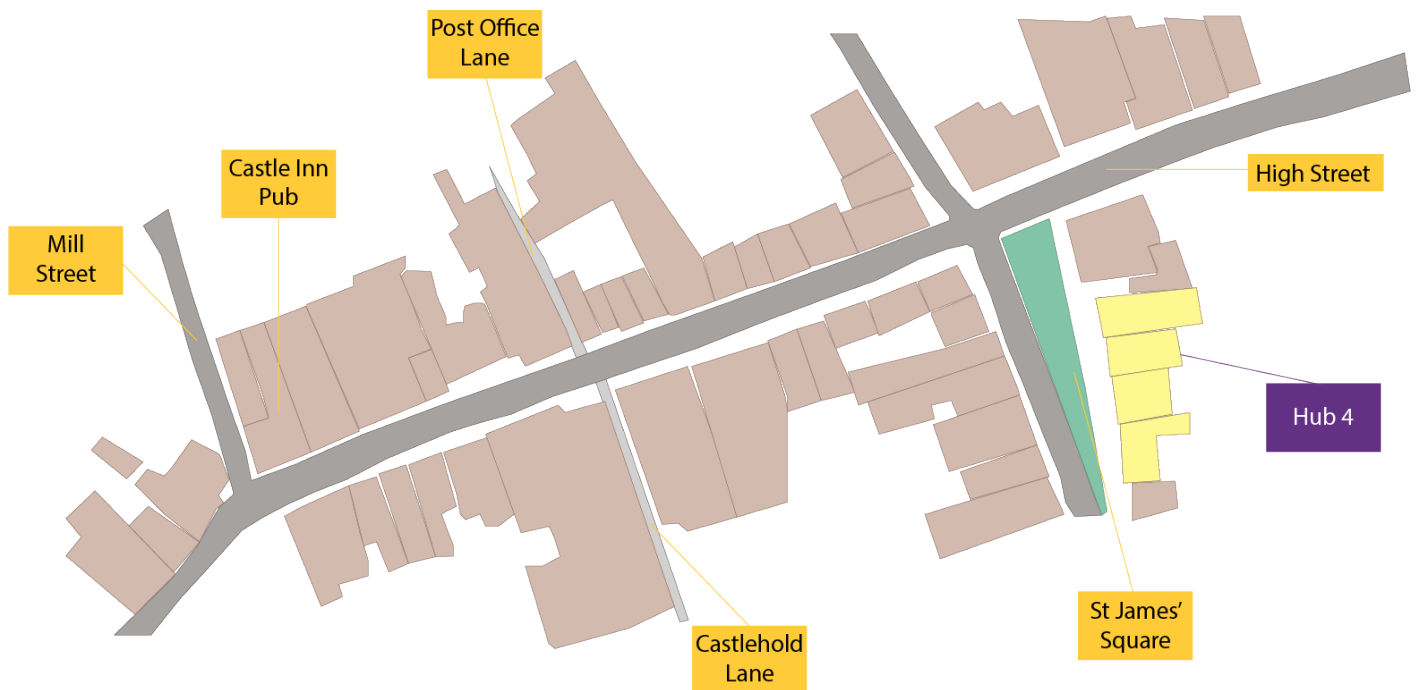 Post Office
Lane
Castle Inn
Pub
High Street
Mill
Street
Hub 4
St James’
Square
Castlehold
Lane